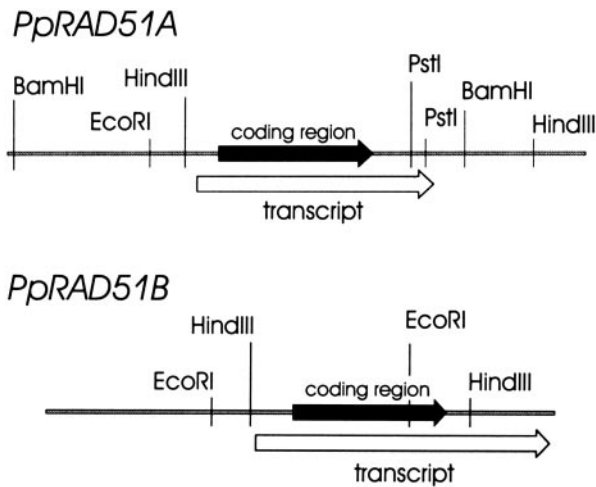 PpRAD51A
BamHI
HindIII
EcoRI
coding region
PstI
PstI
BamHI
HindIII
transcript
PpRAD51B
HindIII
EcoRI
EcoRI
coding region
HindIII
transcript